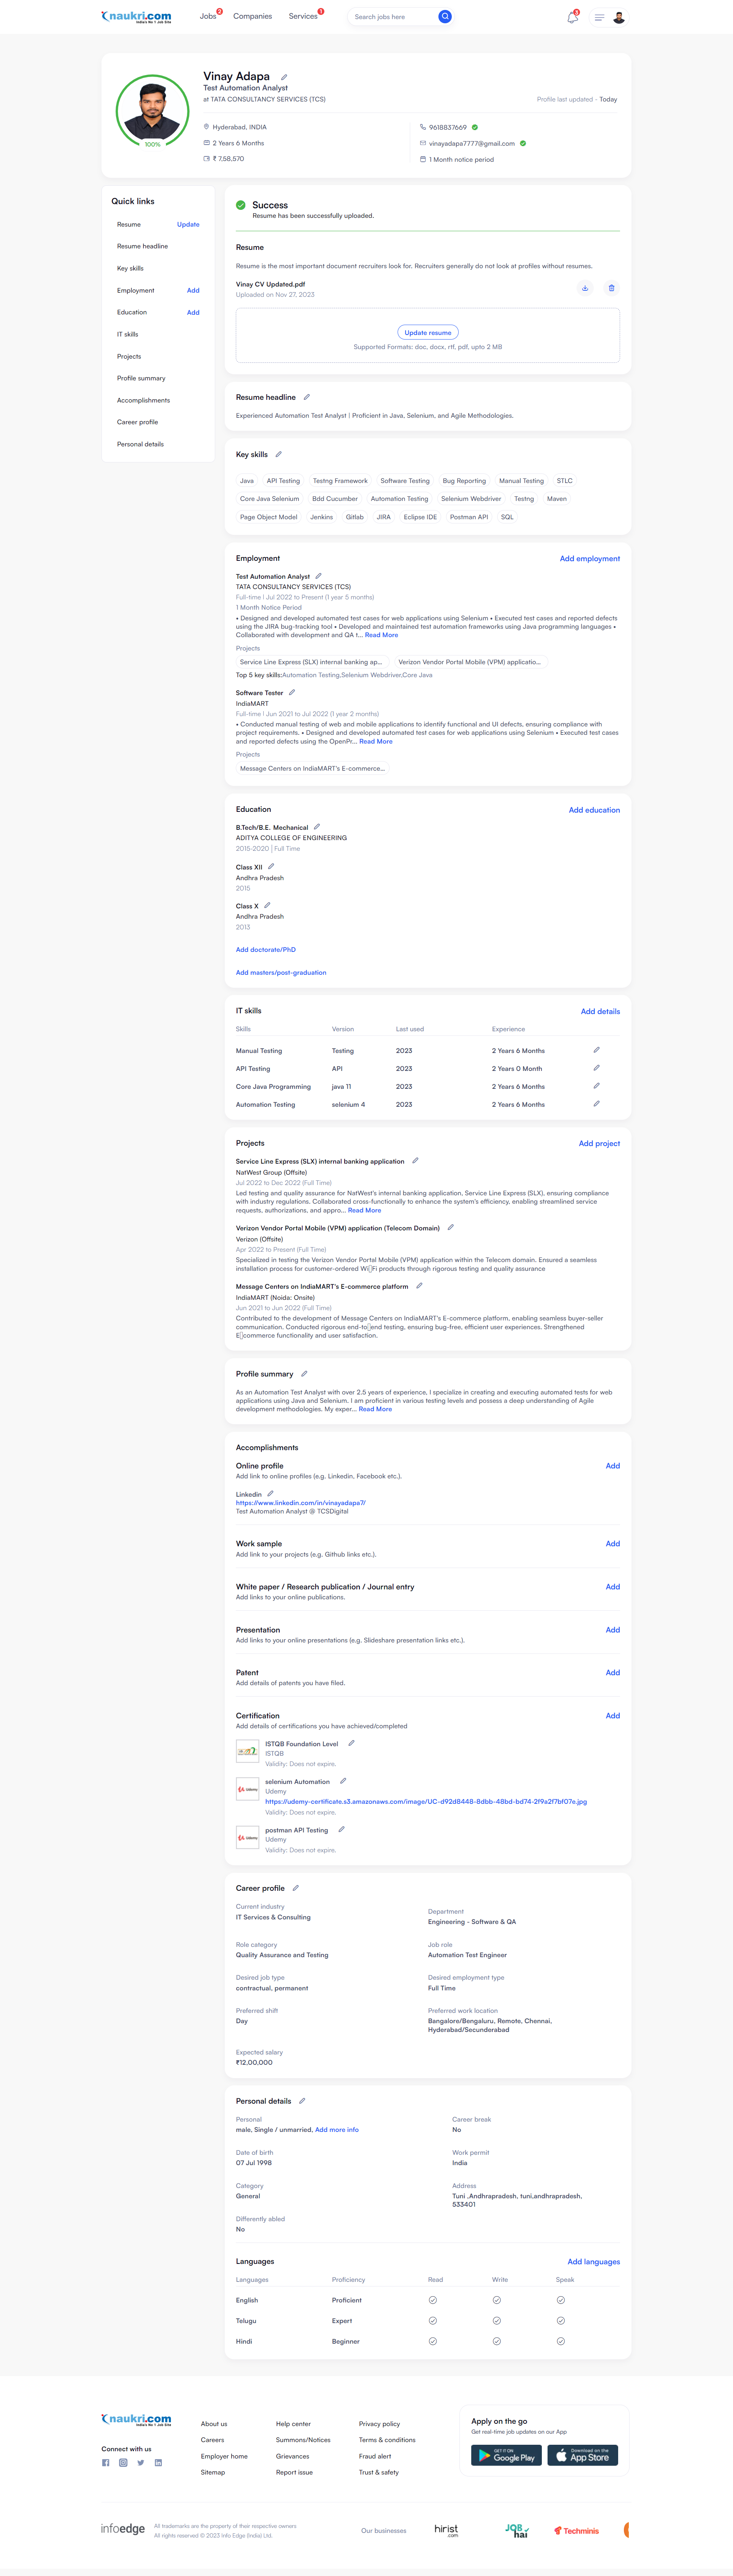 naukri.com
India's No.1 Job Site
Jobs 2 Companies Services 1 Search jobs here 3
Vinay Adapa
Test Automation Analyst
at TATA CONSULTANCY SERVICES (TCS)
Profile last updated - Today
100%
Hyderabad, INDIA
2 Years 6 Months
₹ 7,58,570
9618837669
vinayadapa7777@gmail.com
1 Month notice period
Quick links
Resume Update
Resume headline
Key skills
Employment Add
Education Add
IT skills
Projects
Profile summary
Accomplishments
Career profile
Personal details
Success
Resume has been successfully uploaded.
Resume
Resume is the most important document recruiters look for. Recruiters generally do not look at profiles without resumes.
Vinay CV Updated.pdf
Uploaded on Nov 27, 2023
Update resume
Supported Formats: doc, docx, rtf, pdf, upto 2 MB
Resume headline
Experienced Automation Test Analyst | Proficient in Java, Selenium, and Agile Methodologies.
Key skills
Java API Testing Testng Framework Software Testing Bug Reporting Manual Testing STLC
Core Java Selenium Bdd Cucumber Automation Testing Selenium Webdriver Testng Maven
Page Object Model Jenkins Gitlab JIRA Eclipse IDE Postman API SQL
Employment Add employment
Test Automation Analyst
TATA CONSULTANCY SERVICES (TCS)
Full-time | Jul 2022 to Present (1 year 5 months)
1 Month Notice Period
• Designed and developed automated test cases for web applications using Selenium • Executed test cases and reported defects
using the JIRA bug-tracking tool • Developed and maintained test automation frameworks using Java programming languages •
Collaborated with development and QA t... Read More
Projects
Service Line Express (SLX) internal banking ap... Verizon Vendor Portal Mobile (VPM) applicatio...
Top 5 key skills:Automation Testing,Selenium Webdriver,Core Java
Software Tester
IndiaMART
Full-time | Jun 2021 to Jul 2022 (1 year 2 months)
• Conducted manual testing of web and mobile applications to identify functional and UI defects, ensuring compliance with
project requirements. • Designed and developed automated test cases for web applications using Selenium • Executed test cases
and reported defects using the OpenPr... Read More
Projects
Message Centers on IndiaMART's E-commerce...
Education Add education
B.Tech/B.E. Mechanical
ADITYA COLLEGE OF ENGINEERING
2015-2020 | Full Time
Class XII
Andhra Pradesh
2015
Class X
Andhra Pradesh
2013
Add doctorate/PhD
Add masters/post-graduation
IT skills Add details
Skills Version Last used Experience
Manual Testing Testing 2023 2 Years 6 Months
API Testing API 2023 2 Years 0 Month
Core Java Programming java 11 2023 2 Years 6 Months
Automation Testing selenium 4 2023 2 Years 6 Months
Projects Add project
Service Line Express (SLX) internal banking application
NatWest Group (Offsite)
Jul 2022 to Dec 2022 (Full Time)
Led testing and quality assurance for NatWest's internal banking application, Service Line Express (SLX), ensuring compliance
with industry regulations. Collaborated cross-functionally to enhance the system's efficiency, enabling streamlined service
requests, authorizations, and appro... Read More
Verizon Vendor Portal Mobile (VPM) application (Telecom Domain)
Verizon (Offsite)
Apr 2022 to Present (Full Time)
Specialized in testing the Verizon Vendor Portal Mobile (VPM) application within the Telecom domain. Ensured a seamless
installation process for customer-ordered Wi▯Fi products through rigorous testing and quality assurance
Message Centers on IndiaMART's E-commerce platform
IndiaMART (Noida: Onsite)
Jun 2021 to Jun 2022 (Full Time)
Contributed to the development of Message Centers on IndiaMART's E-commerce platform, enabling seamless buyer-seller
communication. Conducted rigorous end-to▯end testing, ensuring bug-free, efficient user experiences. Strengthened
E▯commerce functionality and user satisfaction.
Profile summary
As an Automation Test Analyst with over 2.5 years of experience, I specialize in creating and executing automated tests for web
applications using Java and Selenium. I am proficient in various testing levels and possess a deep understanding of Agile
development methodologies. My exper... Read More
Accomplishments
Online profile Add
Add link to online profiles (e.g. Linkedin, Facebook etc.).
Linkedin
https://www.linkedin.com/in/vinayadapa7/
Test Automation Analyst @ TCSDigital
Work sample Add
Add link to your projects (e.g. Github links etc.).
White paper / Research publication / Journal entry Add
Add links to your online publications.
Presentation Add
Add links to your online presentations (e.g. Slideshare presentation links etc.).
Patent Add
Add details of patents you have filed.
Certification Add
Add details of certifications you have achieved/completed
ISTQB Foundation Level
ISTQB
Validity: Does not expire.
Udemy
selenium Automation
Udemy
https://udemy-certificate.s3.amazonaws.com/image/UC-d92d8448-8dbb-48bd-bd74-2f9a2f7bf07e.jpg
Validity: Does not expire.
Udemy
postman API Testing
Udemy
Validity: Does not expire.
Career profile
Current industry
IT Services & Consulting
Department
Engineering - Software & QA
Role category
Quality Assurance and Testing
Job role
Automation Test Engineer
Desired job type
contractual, permanent
Desired employment type
Full Time
Preferred shift
Day
Preferred work location
Bangalore/Bengaluru, Remote, Chennai,
Hyderabad/Secunderabad
Expected salary
₹12,00,000
Personal details
Personal
male, Single / unmarried, Add more info
Career break
No
Date of birth
07 Jul 1998
Work permit
India
Category
General
Address
Tuni ,Andhrapradesh, tuni,andhrapradesh,
533401
Differently abled
No
Languages Add languages
Languages Proficiency Read Write Speak
English Proficient
Telugu Expert
Hindi Beginner
naukri.com
India's No.1 Job Site
Connect with us
About us
Careers
Employer home
Sitemap
Help center
Summons/Notices
Grievances
Report issue
Privacy policy
Terms & conditions
Fraud alert
Trust & safety
Apply on the go
Get real-time job updates on our App
GET IT ON
Google Play
Download on the
App Store
infoedge
All trademarks are the property of their respective owners
All rights reserved © 2023 Info Edge (India) Ltd.
Our businesses
hirist
.com
JOB
hai
Techminis